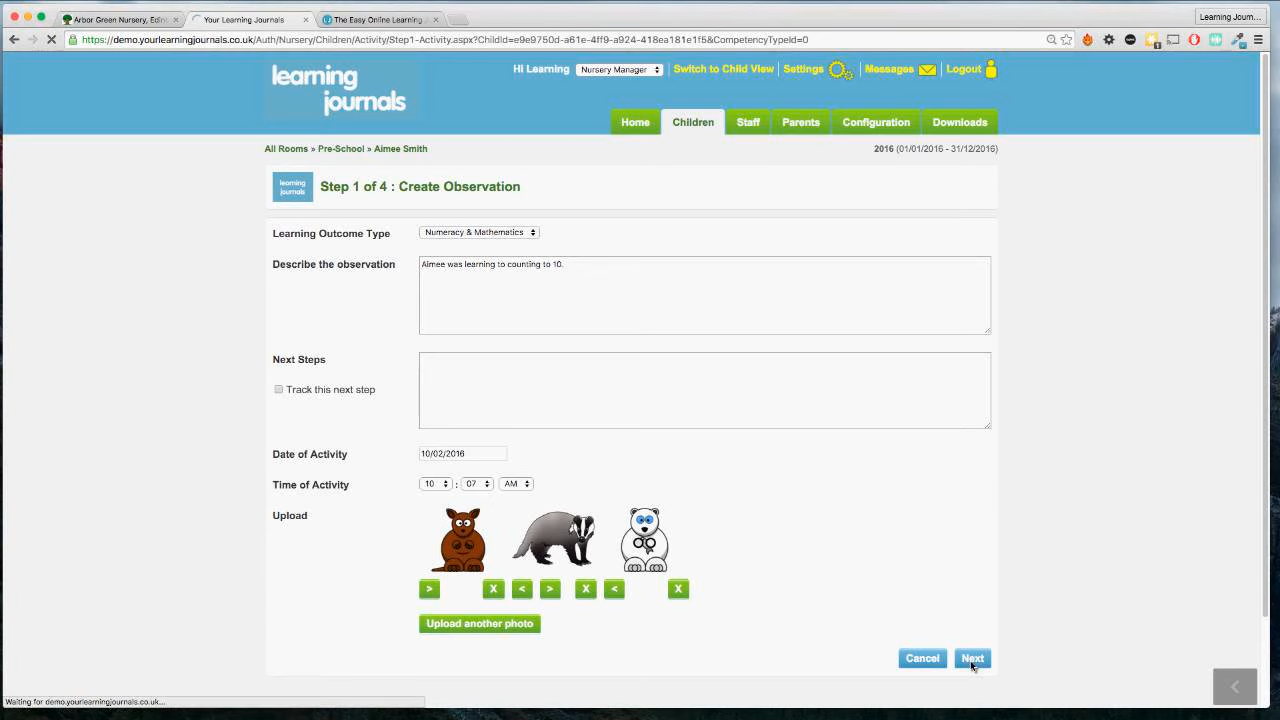 Arbor Green Nursery, Edin
Your Learning Journals
The Easy Online Learning
Learning Journ...
https://demo.yourlearningjournals.co.uk/Auth/Nursery/Children/Activity/Step1-Activity.aspx?ChildId=e9e9750d-a61e-4ff9-a924-418ea181e1f5&CompetencyTypeId=0
learning journals
Hi Learning Nursery Manager Switch to Child View Settings Messages Logout
Home Children Staff Parents Configuration Downloads
All Rooms » Pre-School » Aimee Smith
2016 (01/01/2016 - 31/12/2016)
learning journals
Step 1 of 4 : Create Observation
Learning Outcome Type Numeracy & Mathematics
Describe the observation Aimee was learning to counting to 10.
Next Steps
Track this next step
Date of Activity 10/02/2016
Time of Activity 10 : 07 AM
Upload
> X < > X < X
Upload another photo
Cancel Next
Waiting for demo.yourlearningjournals.co.uk...